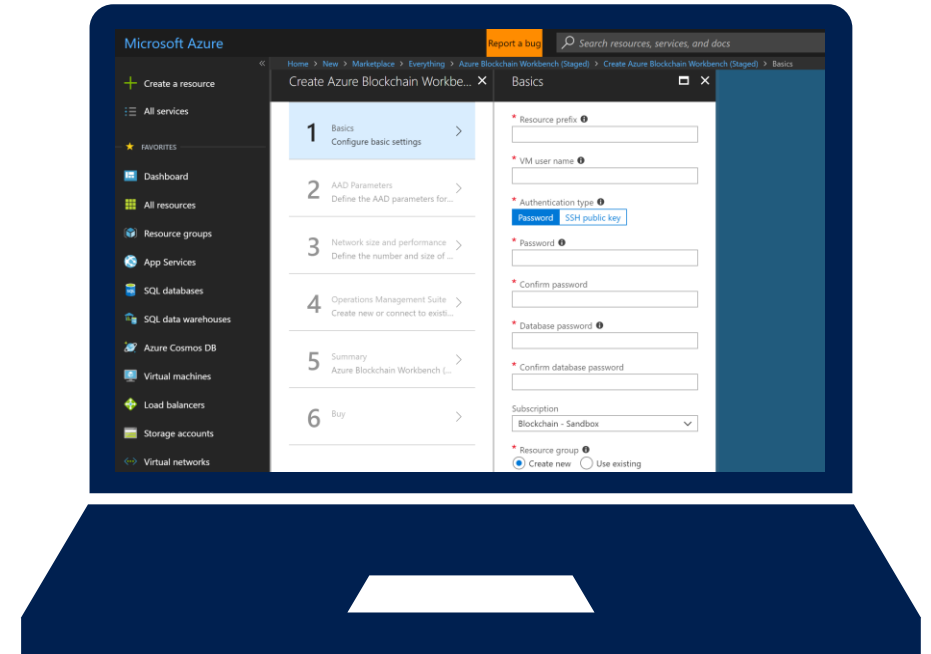 Microsoft Azure
Report a bug
Search resources, services, and docs
Home > New > Marketplace > Everything > Azure Blockchain Workbench (Staged) > Create Azure Blockchain Workbench (Staged) > Basics
Create a resource
All services
FAVORITES
Dashboard
All resources
Resource groups
App Services
SQL databases
SQL data warehouses
Azure Cosmos DB
Virtual machines
Load balancers
Storage accounts
Virtual networks
Create Azure Blockchain Workbe...
1
Basics
Configure basic settings
2
AAD Parameters
Define the AAD parameters for...
3
Network size and performance
Define the number and size of ...
4
Operations Management Suite
Create new or connect to existi...
5
Summary
Azure Blockchain Workbench (...
6
Buy
Basics
* Resource prefix
* VM user name
* Authentication type
Password SSH public key
* Password
* Confirm password
* Database password
* Confirm database password
Subscription
Blockchain - Sandbox
* Resource group
Create new Use existing